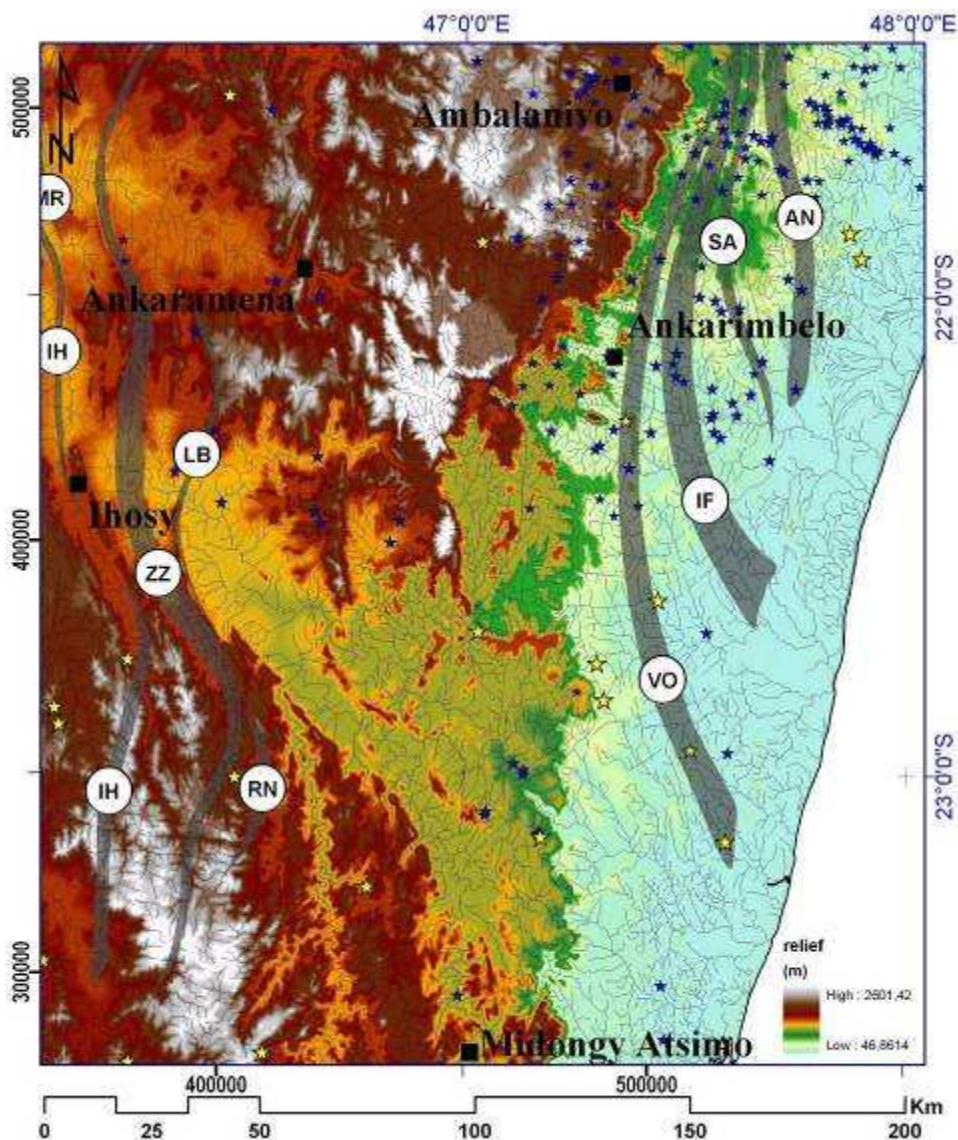 47°0'0"E
48°0'0"E
500000
N
Ambalanivo
MR
SA
AN
Ankaramena
22°0'0"S
IH
Ankarimbelo
LB
Ihosy
IF
400000
ZZ
VO
IH
RN
23°0'0"S
relief
(m)
High : 2601,42
Low : 46,8614
300000
Midongy Atsimo
400000
500000
Km
0 25 50 100 150 200